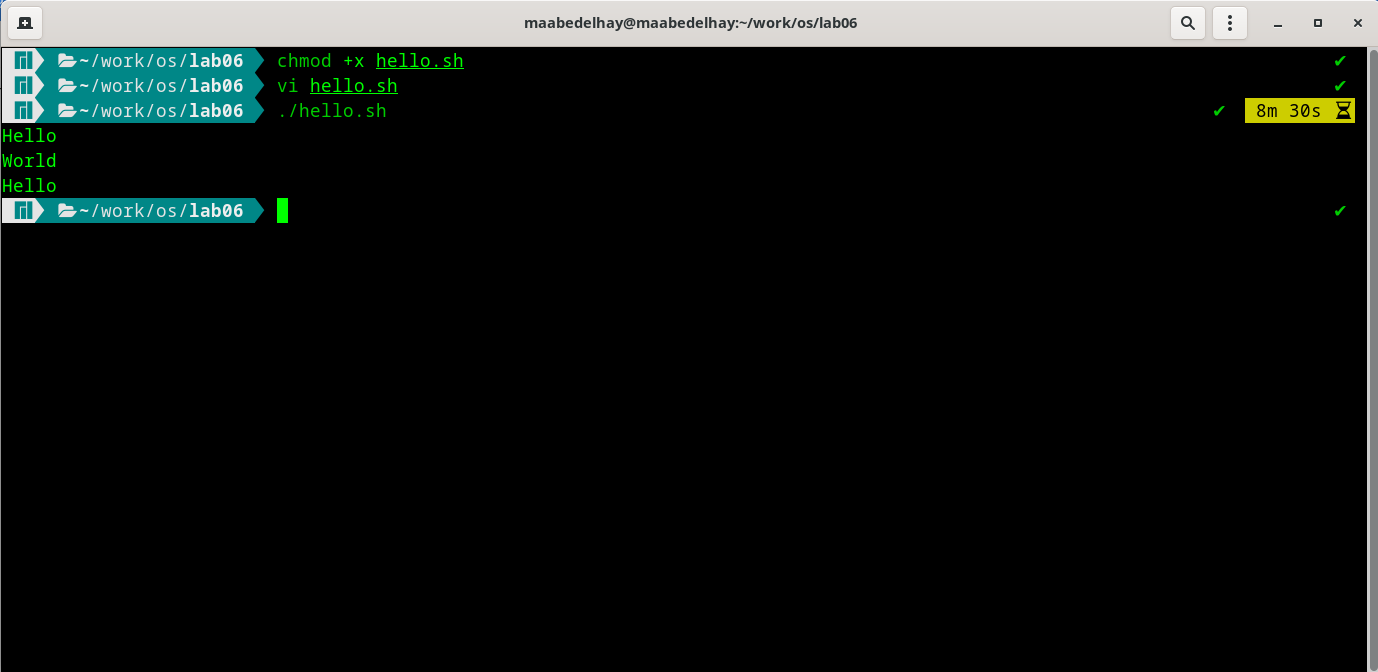 maabedelhay@maabedelhay:~/work/os/lab06
~/work/os/lab06 chmod +x hello.sh ✔
~/work/os/lab06 vi hello.sh ✔
~/work/os/lab06 ./hello.sh ✔ 8m 30s
Hello
World
Hello
~/work/os/lab06 ✔